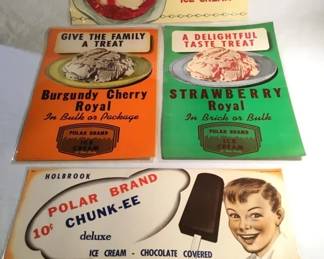 ICE CREAM
GIVE THE FAMILY
A TREAT
Burgundy Cherry
Royal
In Bulk or Package
POLAR BRAND
ICE
CREAM
A DELIGHTFUL
TASTE TREAT
STRAWBERRY
Royal
In Brick or Bulk
POLAR BRAND
ICE
CREAM
HOLBROOK
POLAR BRAND
10¢ CHUNK-EE
deluxe
ICE CREAM - CHOCOLATE COVERED